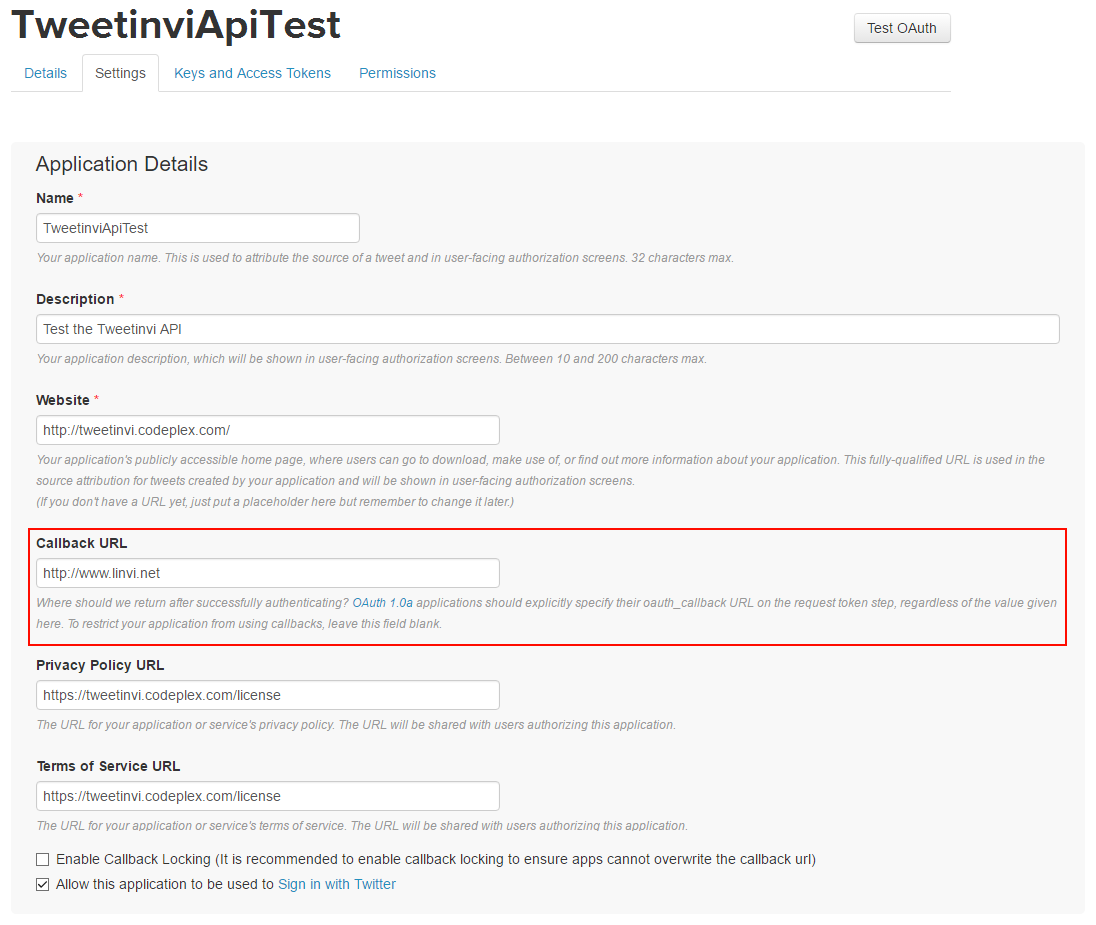 TweetinviApiTest
Test OAuth
Details Settings Keys and Access Tokens Permissions
Application Details
Name *
TweetinviApiTest
Your application name. This is used to attribute the source of a tweet and in user-facing authorization screens. 32 characters max.
Description *
Test the Tweetinvi API
Your application description, which will be shown in user-facing authorization screens. Between 10 and 200 characters max.
Website *
http://tweetinvi.codeplex.com/
Your application's publicly accessible home page, where users can go to download, make use of, or find out more information about your application. This fully-qualified URL is used in the
source attribution for tweets created by your application and will be shown in user-facing authorization screens.
(If you don't have a URL yet, just put a placeholder here but remember to change it later.)
Callback URL
http://www.linvi.net
Where should we return after successfully authenticating? OAuth 1.0a applications should explicitly specify their oauth_callback URL on the request token step, regardless of the value given
here. To restrict your application from using callbacks, leave this field blank.
Privacy Policy URL
https://tweetinvi.codeplex.com/license
The URL for your application or service's privacy policy. The URL will be shared with users authorizing this application.
Terms of Service URL
https://tweetinvi.codeplex.com/license
The URL for your application or service's terms of service. The URL will be shared with users authorizing this application.
Enable Callback Locking (It is recommended to enable callback locking to ensure apps cannot overwrite the callback url)
Allow this application to be used to Sign in with Twitter